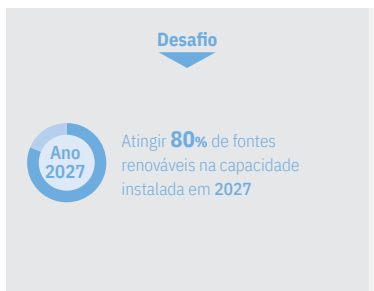 Desafio
Ano
2027
Atingir 80% de fontes
renováveis na capacidade
instalada em 2027